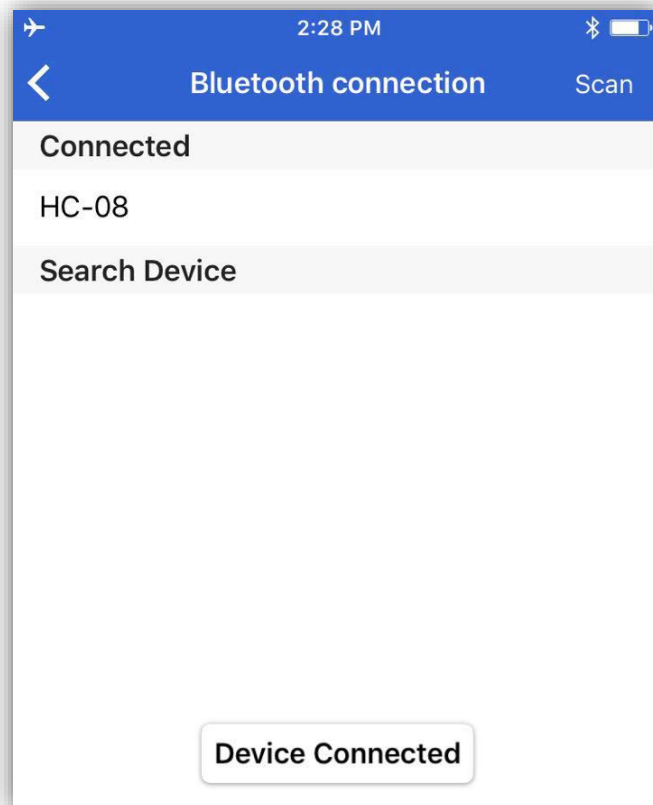 2:28 PM
Bluetooth connection Scan
Connected
HC-08
Search Device
Device Connected